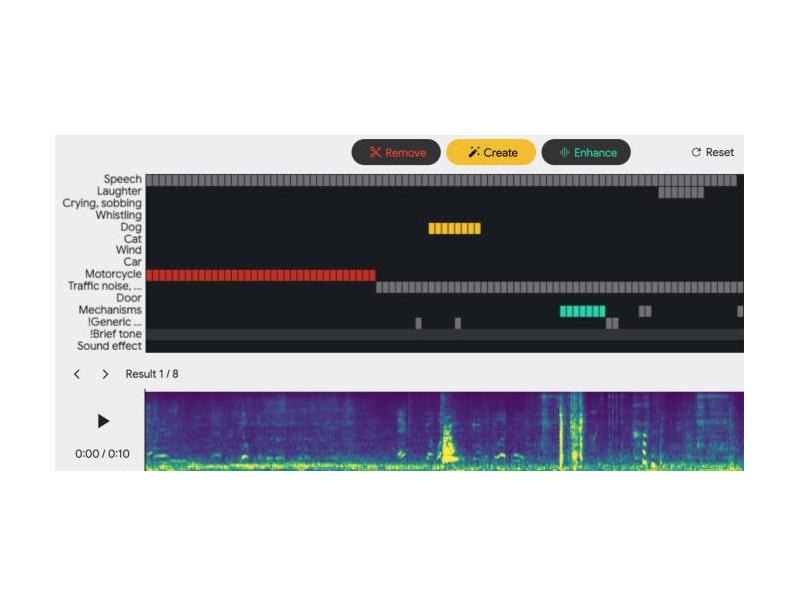 Remove Create Enhance Reset
Speech
Laughter
Crying, sobbing
Whistling
Dog
Cat
Wind
Car
Motorcycle
Traffic noise, ...
Door
Mechanisms
!Generic ...
!Brief tone
Sound effect
Result 1 / 8
0:00 / 0:10